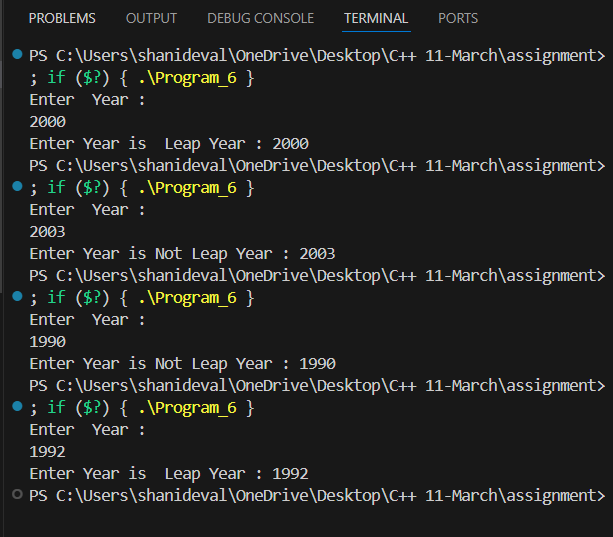 PROBLEMS OUTPUT DEBUG CONSOLE TERMINAL PORTS
PS C:\Users\shanideval\OneDrive\Desktop\C++ 11-March\assignment>
; if ($?) { .\Program_6 }
Enter  Year :
2000
Enter Year is  Leap Year : 2000
PS C:\Users\shanideval\OneDrive\Desktop\C++ 11-March\assignment>
; if ($?) { .\Program_6 }
Enter  Year :
2003
Enter Year is Not Leap Year : 2003
PS C:\Users\shanideval\OneDrive\Desktop\C++ 11-March\assignment>
; if ($?) { .\Program_6 }
Enter  Year :
1990
Enter Year is Not Leap Year : 1990
PS C:\Users\shanideval\OneDrive\Desktop\C++ 11-March\assignment>
; if ($?) { .\Program_6 }
Enter  Year :
1992
Enter Year is  Leap Year : 1992
PS C:\Users\shanideval\OneDrive\Desktop\C++ 11-March\assignment>